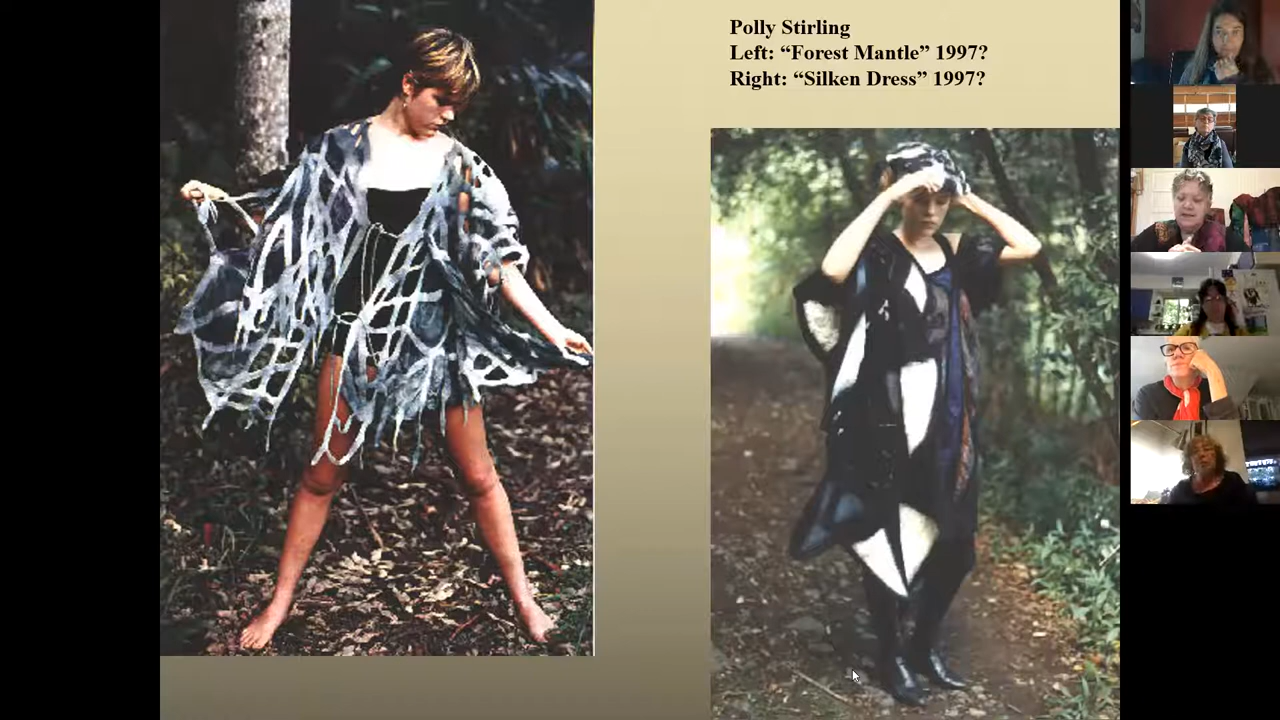 Polly Stirling
Left: “Forest Mantle” 1997?
Right: “Silken Dress” 1997?